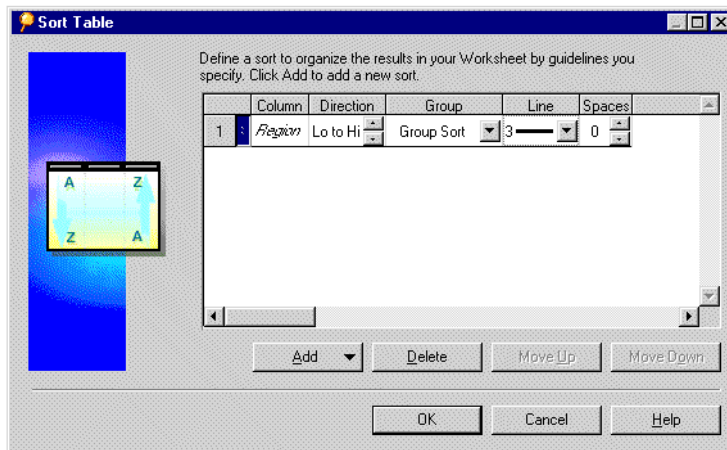 Sort Table
Define a sort to organize the results in your Worksheet by guidelines you
specify. Click Add to add a new sort.
Column Direction Group Line Spaces
1 Region Lo to Hi Group Sort 3 0
A Z
Z A
Add Delete Move Up Move Down
OK Cancel Help